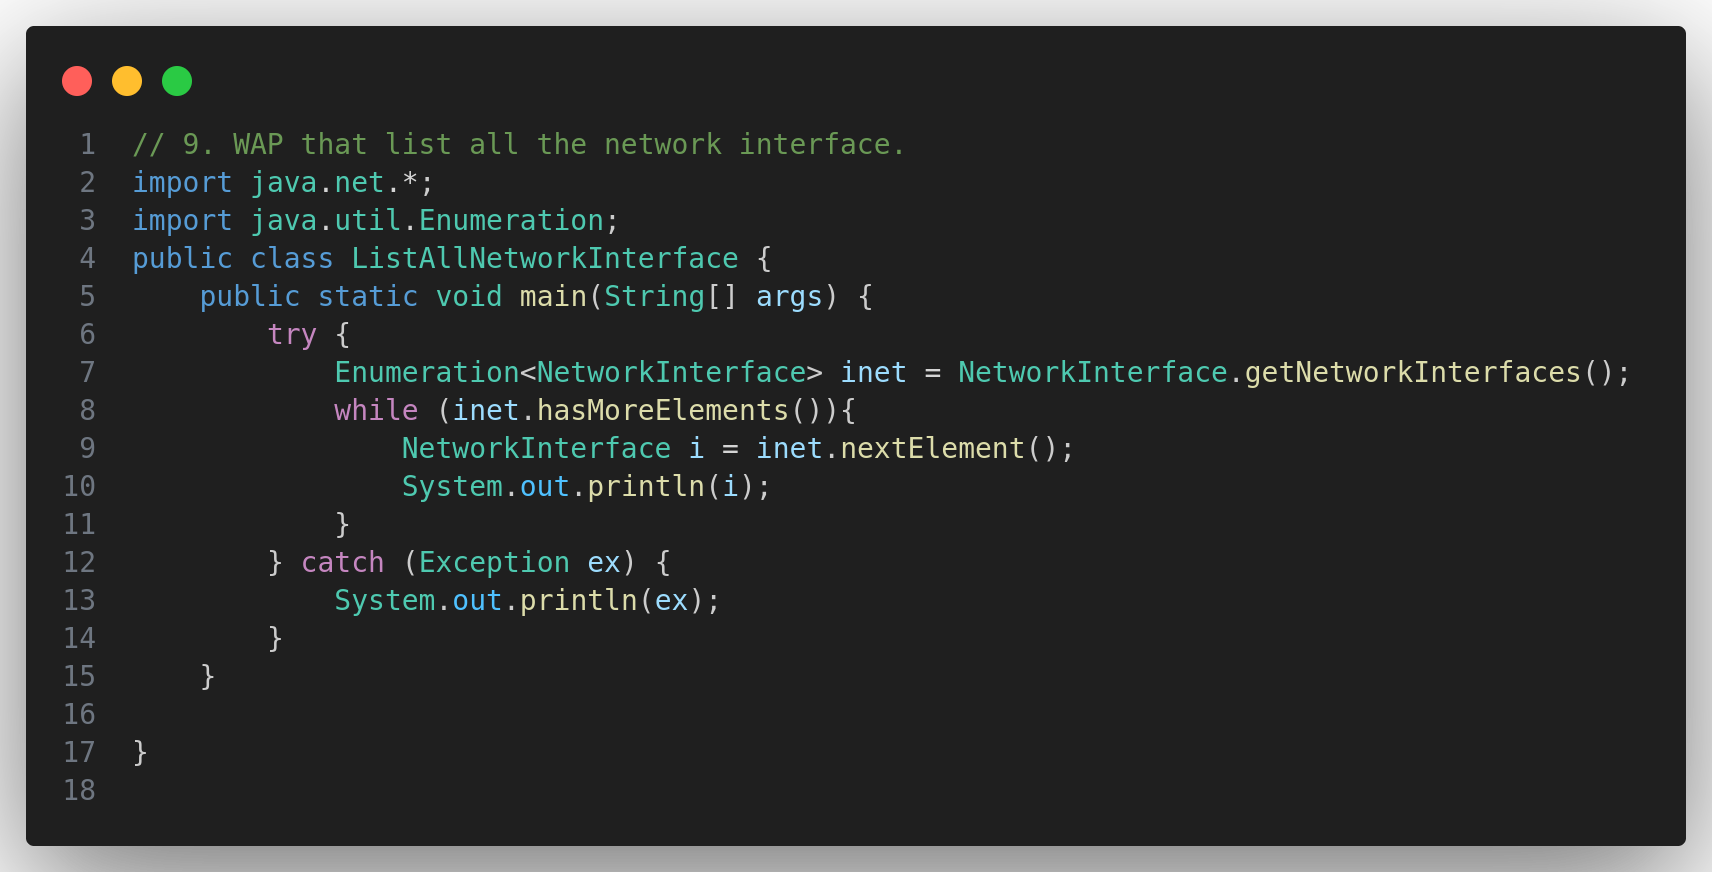 1 // 9. WAP that list all the network interface.
2 import java.net.*;
3 import java.util.Enumeration;
4 public class ListAllNetworkInterface {
5     public static void main(String[] args) {
6         try {
7             Enumeration<NetworkInterface> inet = NetworkInterface.getNetworkInterfaces();
8             while (inet.hasMoreElements()){
9                 NetworkInterface i = inet.nextElement();
10                 System.out.println(i);
11             }
12         } catch (Exception ex) {
13             System.out.println(ex);
14         }
15     }
16
17 }
18